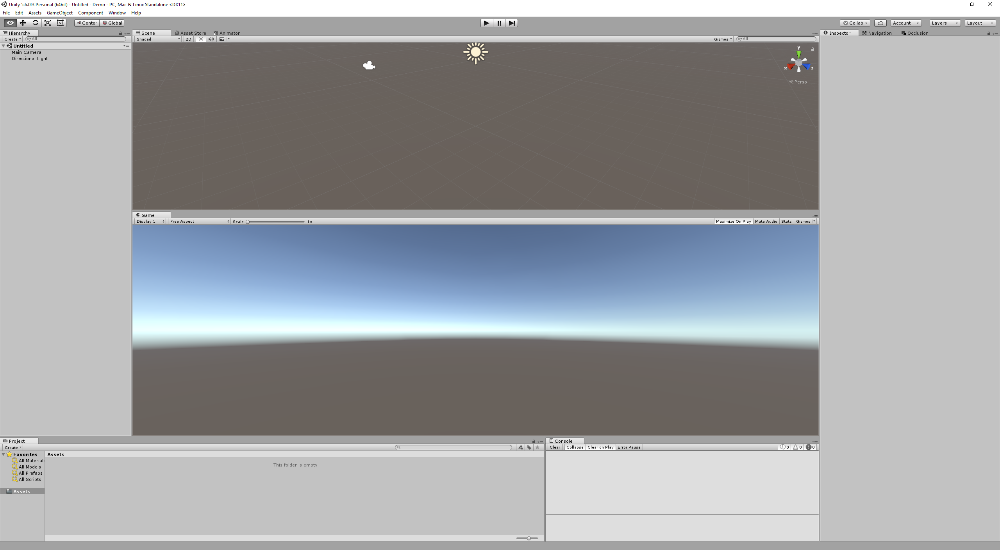 Unity 5.6.0f3 Personal (64bit) - Untitled - Demo - PC, Mac & Linux Standalone <DX11>
File Edit Assets GameObject Component Window Help
Center Global Collab Account Layers Layout
Hierarchy
Create All
Untitled
Main Camera
Directional Light
Scene Asset Store Animator
Shaded 2D Gizmos All
y
x z
Persp
Inspector Navigation Occlusion
Game
Display 1 Free Aspect Scale 1x Maximize On Play Mute Audio Stats Gizmos
Project
Create
Favorites
All Materials
All Models
All Prefabs
All Scripts
Assets
Assets
This folder is empty
Console
Clear Collapse Clear on Play Error Pause 0 0 0